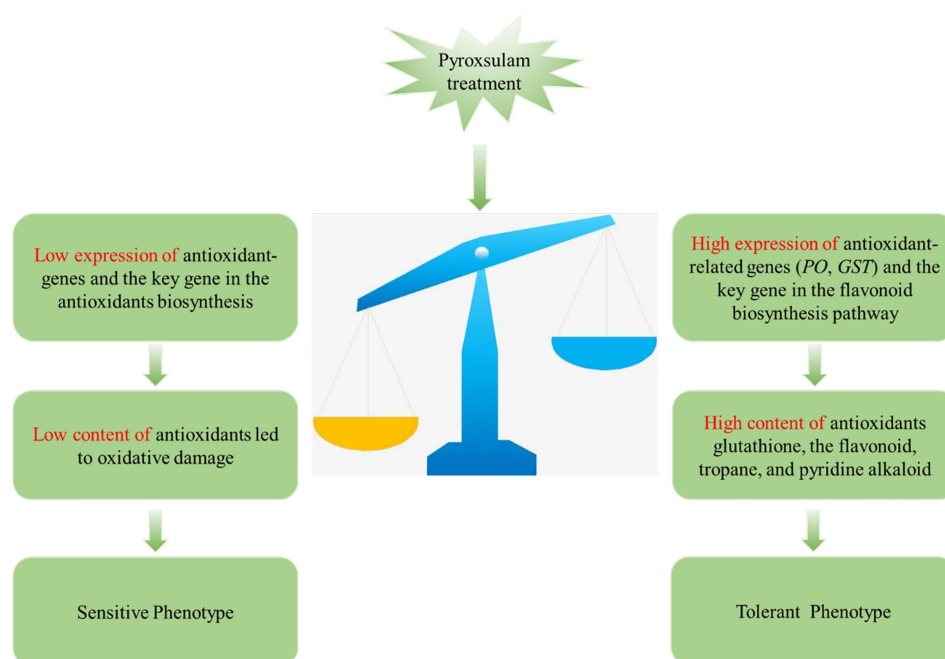 Pyroxsulam
treatment
Low expression of antioxidant-
genes and the key gene in the
antioxidants biosynthesis
Low content of antioxidants led
to oxidative damage
Sensitive Phenotype
High expression of antioxidant-
related genes (PO, GST) and the
key gene in the flavonoid
biosynthesis pathway
High content of antioxidants
glutathione, the flavonoid,
tropane, and pyridine alkaloid
Tolerant Phenotype